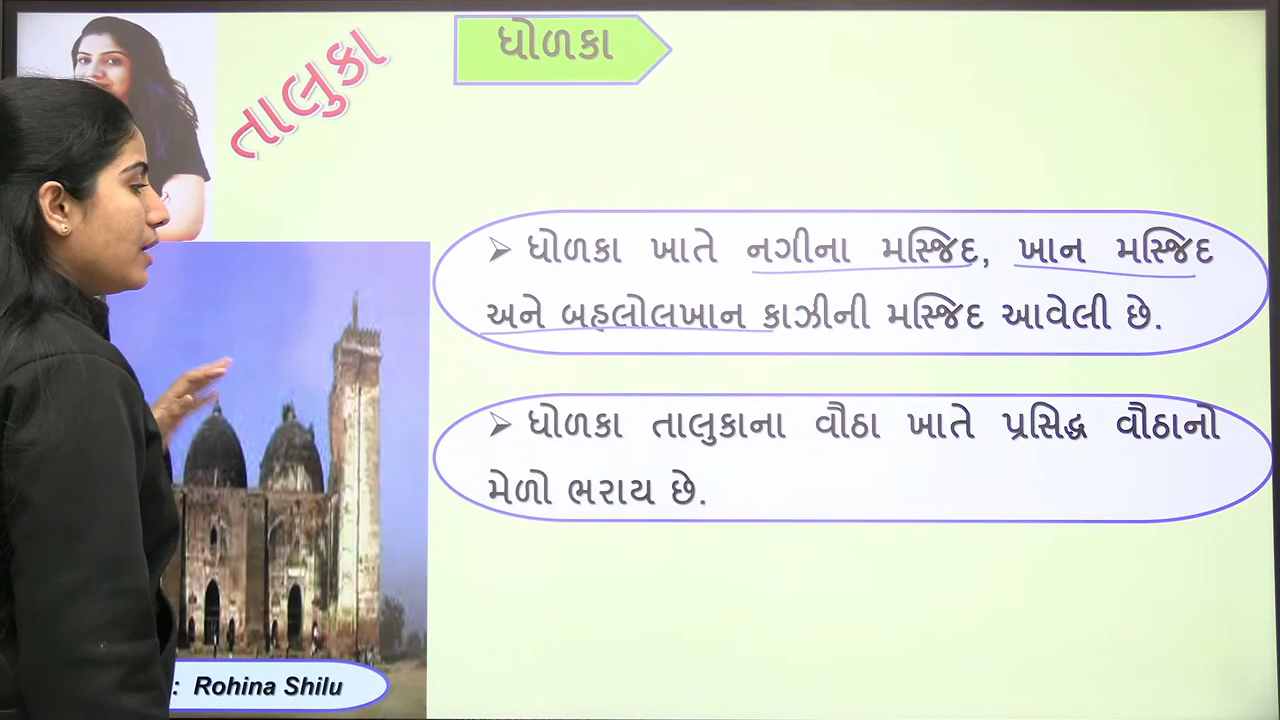 તાલુકા
ધોળકા
➢ ધોળકા ખાતે નગીના મસ્જિદ, ખાન મસ્જિદ
અને બહલોલખાન કાઝીની મસ્જિદ આવેલી છે.
➢ ધોળકા તાલુકાના વૌઠા ખાતે પ્રસિદ્ધ વૌઠાનો
મેળો ભરાય છે.
: Rohina Shilu